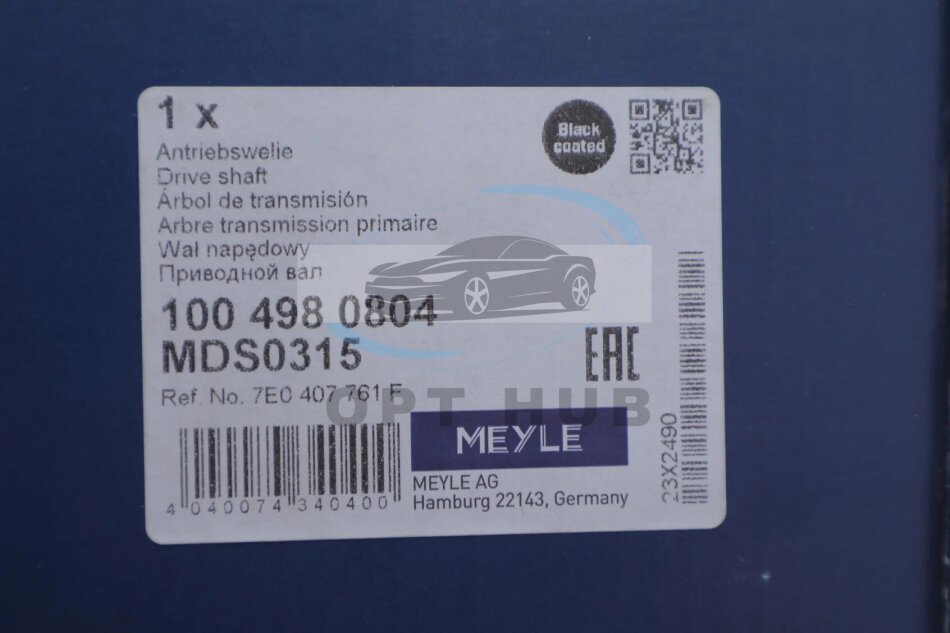 1 x
Black
coated
Antriebswelle
Drive shaft
Árbol de transmisión
Arbre transmission primaire
Wał napędowy
Приводной вал
100 498 0804
MDS0315
Ref. No. 7E0 407 761 F
EAC
OPT HUB
MEYLE
MEYLE AG
Hamburg 22143, Germany
4 040074 340400
23X2490